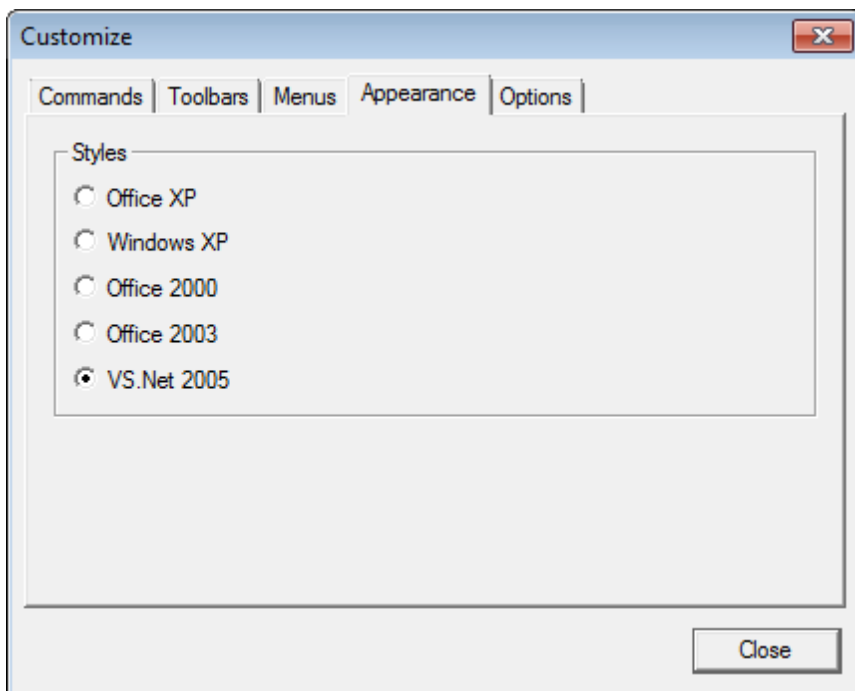 Customize
Commands Toolbars Menus Appearance Options
Styles
Office XP
Windows XP
Office 2000
Office 2003
VS.Net 2005
Close